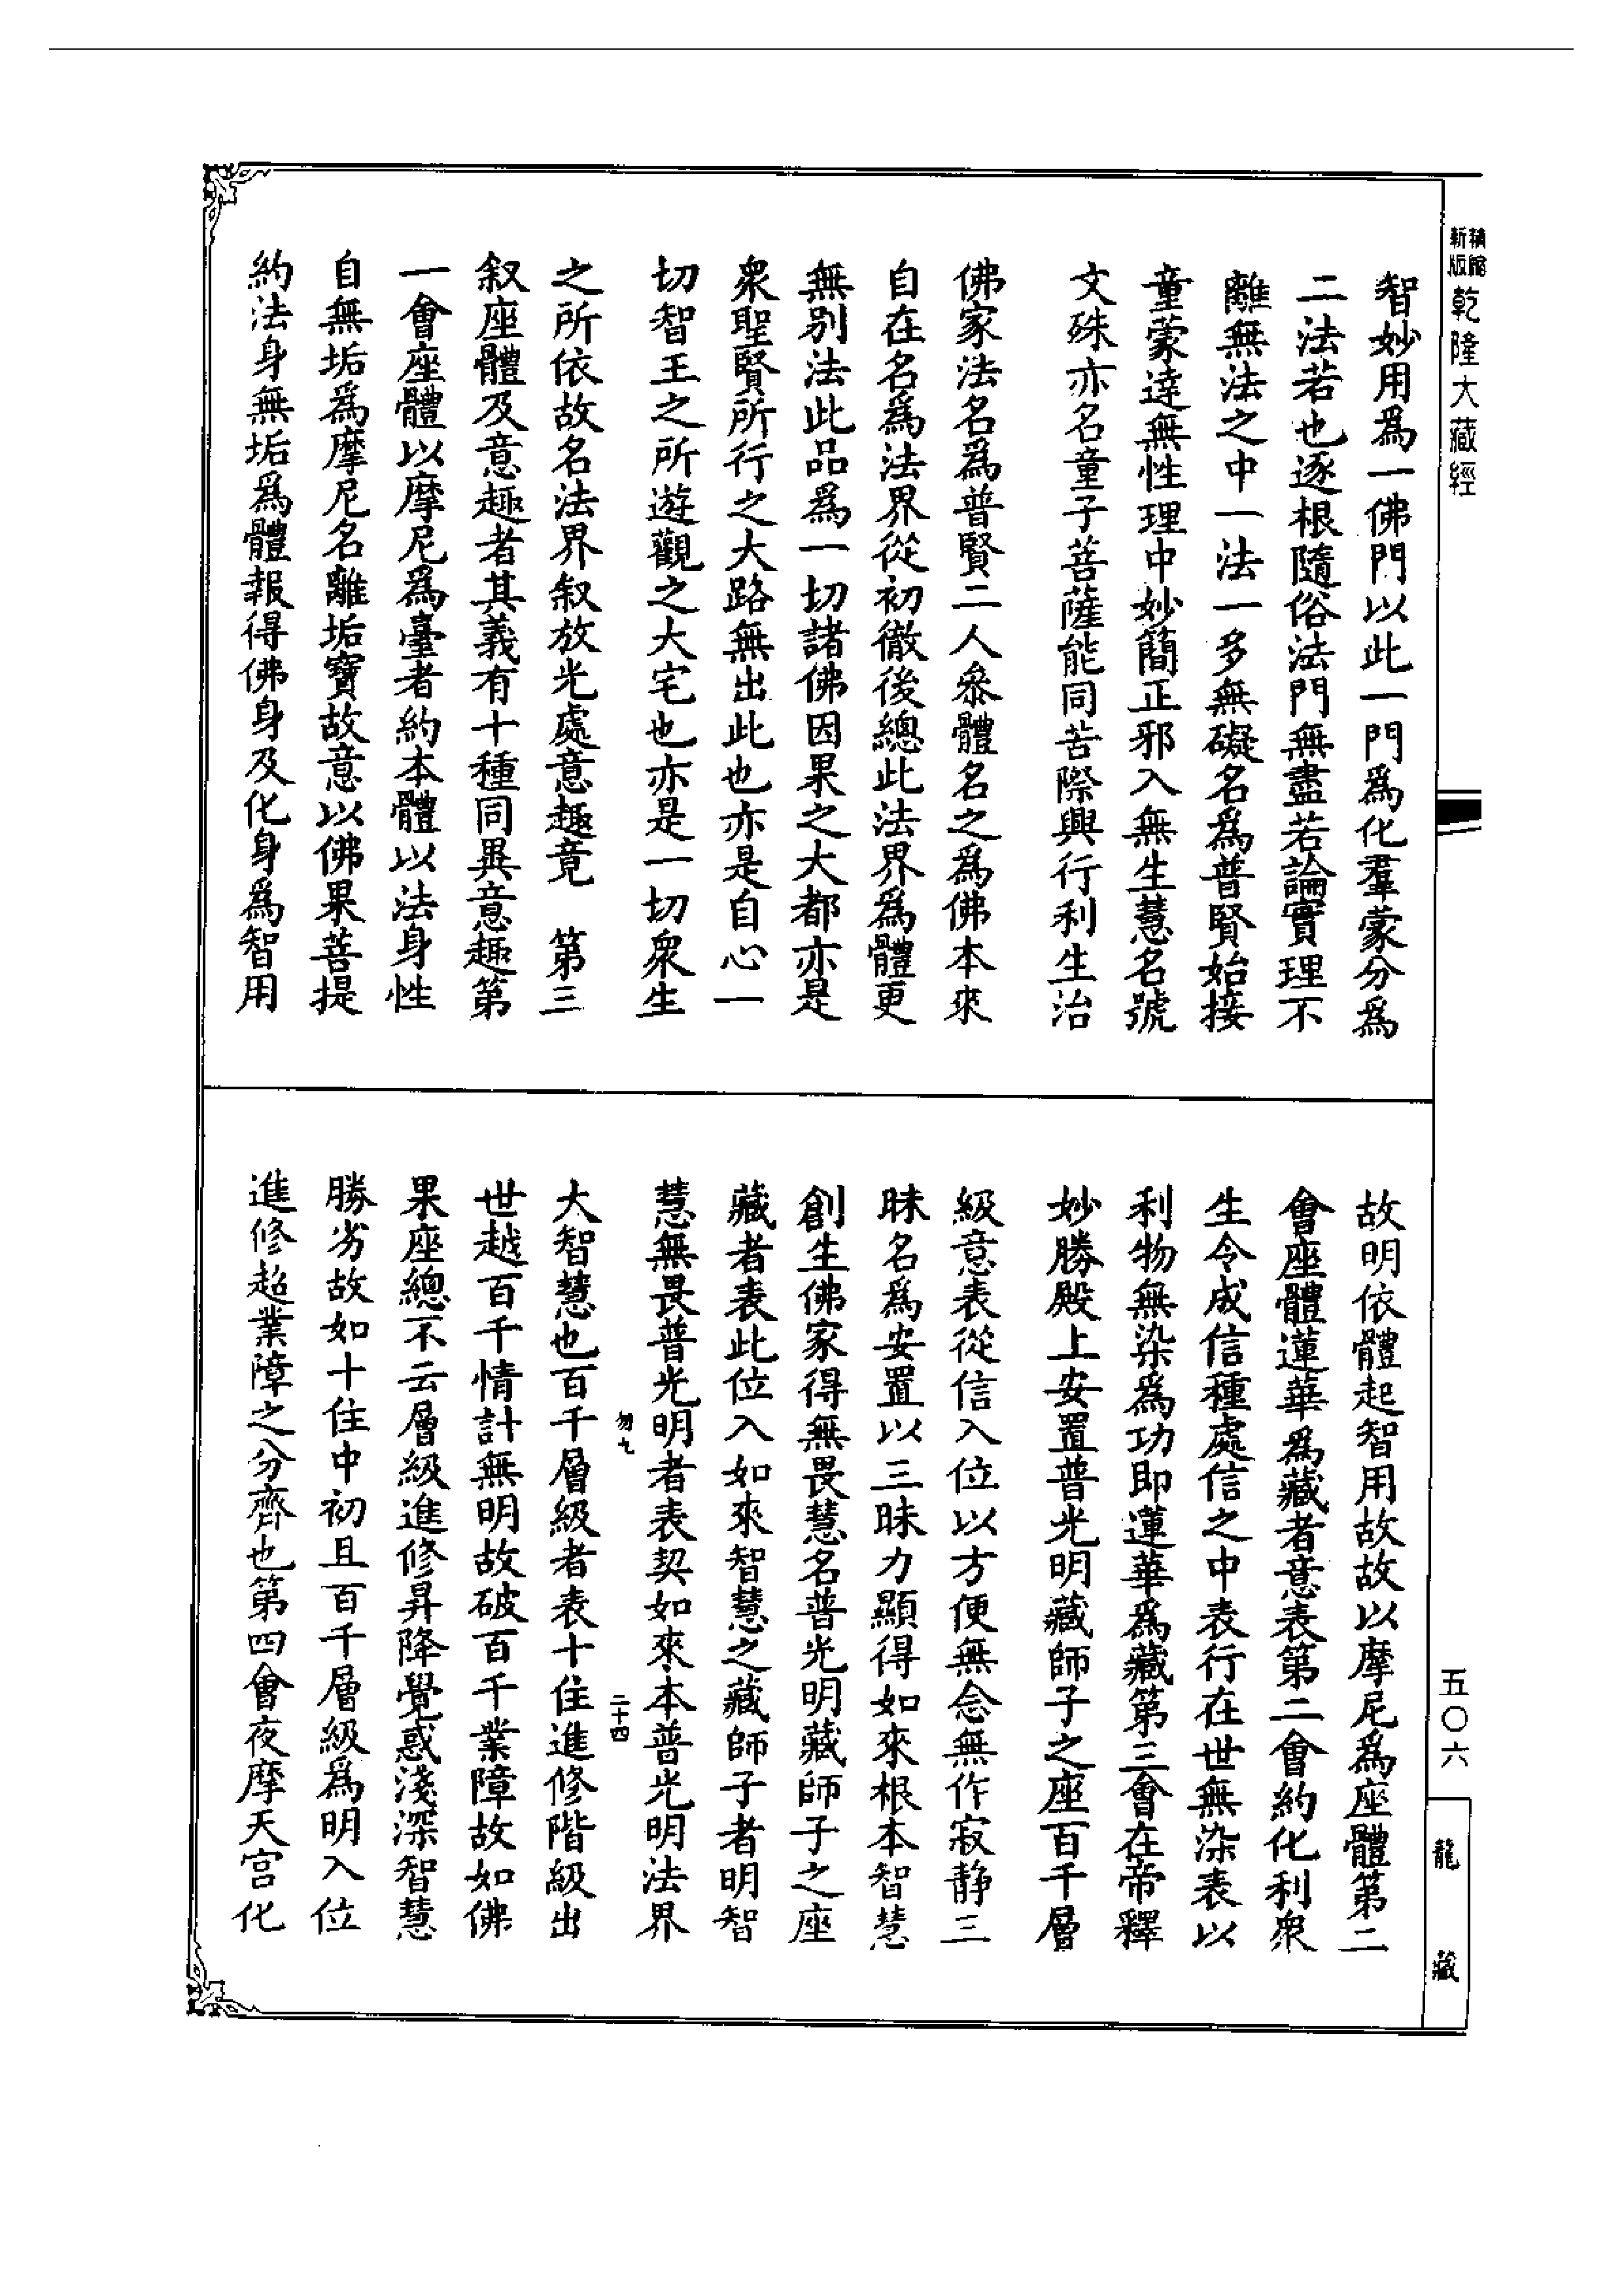 新版精縮
乾隆大藏經
智妙用爲一佛門以此一門爲化羣蒙分爲
二法若也逐根隨俗法門無盡若論實理不
離無法之中一法一多無礙名爲普賢始接
童蒙達無性理中妙簡正邪入無生慧名號
文殊亦名童子菩薩能同苦際興行利生治
佛家法名爲普賢二人叅體名之爲佛本來
自在名爲法界從初徹後總此法界爲體更
無别法此品爲一切諸佛因果之大都亦是
衆聖賢所行之大路無出此也亦是自心一
切智王之所遊觀之大宅也亦是一切衆生
之所依故名法界叙放光處意趣竟　第三
叙座體及意趣者其義有十種同異意趣第
一會座體以摩尼爲臺者約本體以法身性
自無垢爲摩尼名離垢寶故意以佛果菩提
約法身無垢爲體報得佛身及化身爲智用
故明依體起智用故故以摩尼爲座體第二
會座體蓮華爲藏者意表第二會約化利衆
生令成信種處信之中表行在世無染表以
利物無染爲功即蓮華爲藏第三會在帝釋
妙勝殿上安置普光明藏師子之座百千層
級意表從信入位以方便無念無作寂静三
昧名爲安置以三昧力顯得如來根本智慧
創生佛家得無畏慧名普光明藏師子之座
藏者表此位入如來智慧之藏師子者明智
慧無畏普光明者表契如來本普光明法界
勿九
二十四
大智慧也百千層級者表十住進修階級出
世越百千情計無明故破百千業障故如佛
果座總不云層級進修昇降覺惑淺深智慧
勝劣故如十住中初且百千層級爲明入位
進修超業障之分齊也第四會夜摩天宫化
五〇六
龍藏